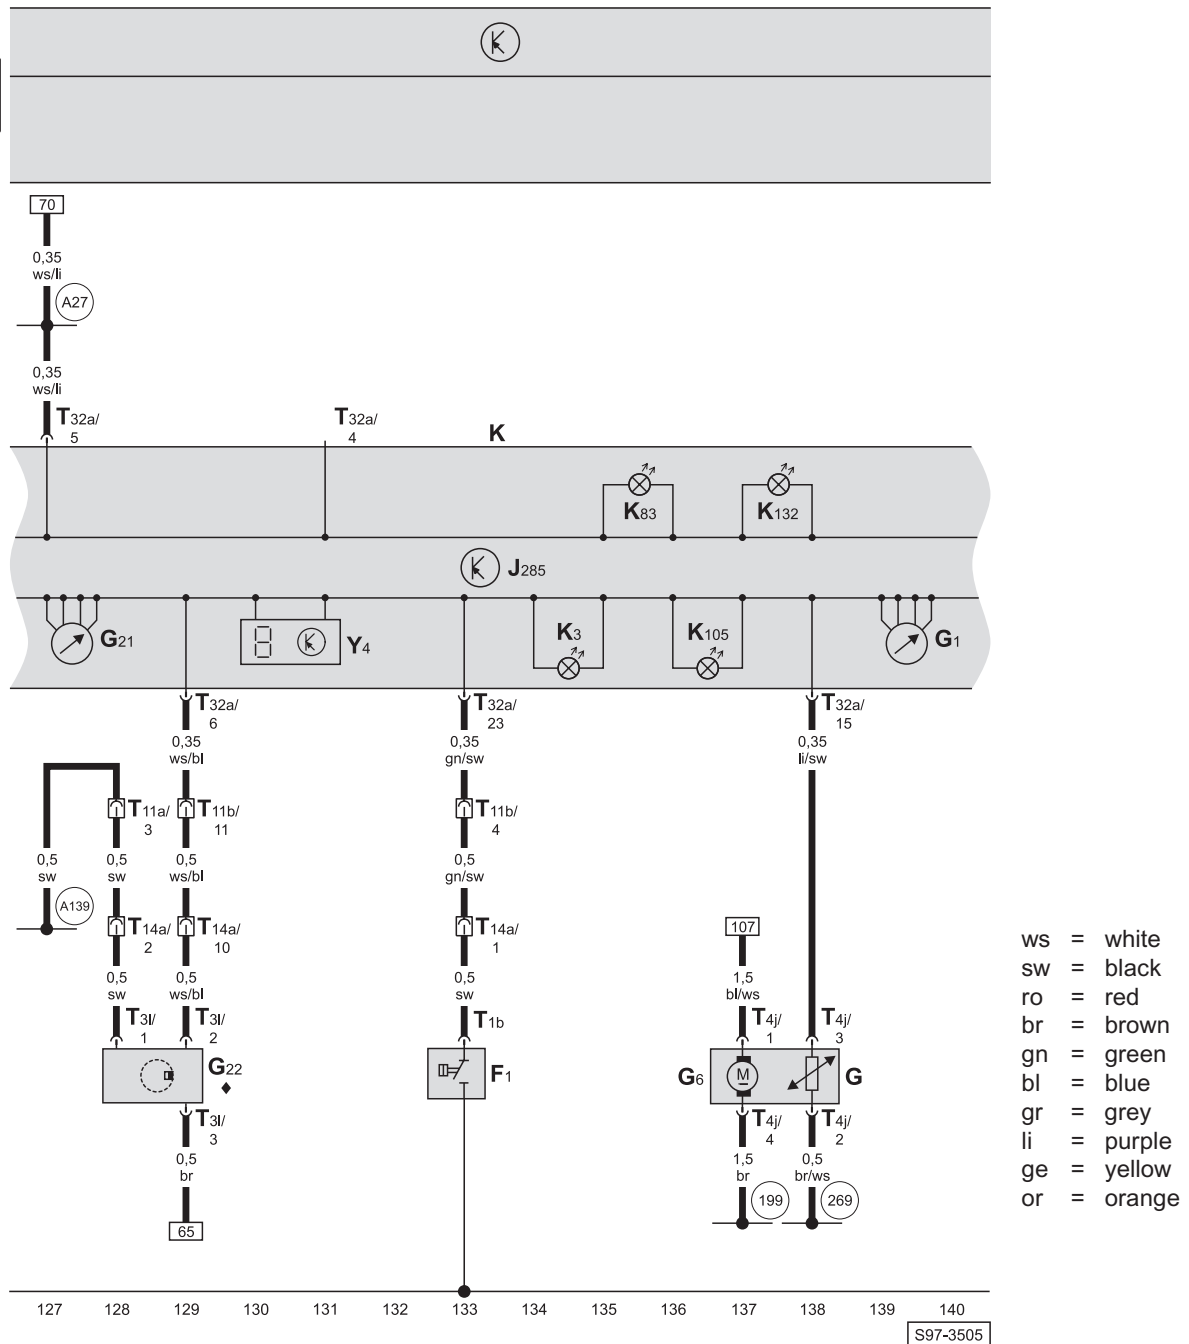 70
0,35
ws/li
A27
0,35
ws/li
T32a/
5
T32a/
4
K
K83
K132
J285
G21
Y4
K3
K105
G1
T32a/
6
T32a/
23
T32a/
15
0,35
ws/bl
0,35
gn/sw
0,35
li/sw
T11a/
3
T11b/
11
T11b/
4
0,5
sw
0,5
sw
0,5
ws/bl
0,5
gn/sw
A139
T14a/
2
T14a/
10
T14a/
1
107
0,5
sw
0,5
ws/bl
0,5
sw
1,5
bl/ws
T3l/
1
T3l/
2
T1b
T4j/
1
T4j/
3
G22
F1
G6
M
G
T3l/
3
T4j/
4
T4j/
2
0,5
br
1,5
br
0,5
br/ws
199
269
65
ws = white
sw = black
ro = red
br = brown
gn = green
bl = blue
gr = grey
li = purple
ge = yellow
or = orange
127 128 129 130 131 132 133 134 135 136 137 138 139 140
S97-3505